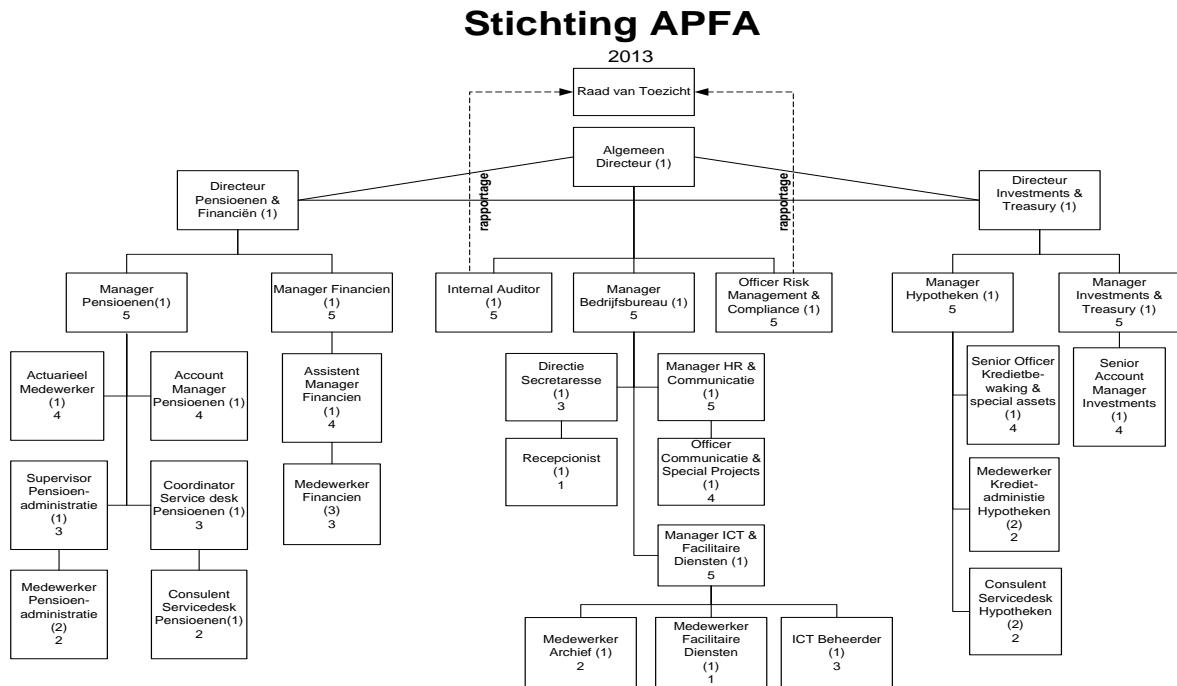 Stichting APFA
2013
Raad van Toezicht
Algemeen
Directeur (1)
Directeur
Pensioenen &
Financiën (1)
rapportage
rapportage
Directeur
Investments &
Treasury (1)
Manager
Pensioenen(1)
5
Manager Financien
(1)
5
Internal Auditor
(1)
5
Manager
Bedrijfsbureau (1)
5
Officer Risk
Management &
Compliance (1)
5
Manager
Hypotheken (1)
5
Manager
Investments &
Treasury (1)
5
Actuarieel
Medewerker
(1)
4
Account
Manager
Pensioenen (1)
4
Assistent
Manager
Financien
(1)
4
Directie
Secretaresse
(1)
3
Manager HR &
Communicatie
(1)
5
Senior Officer
Kredietbe-
waking &
special assets
(1)
4
Senior
Account
Manager
Investments
(1)
4
Supervisor
Pensioen-
administratie
(1)
3
Coordinator
Service desk
Pensioenen (1)
3
Medewerker
Financien
(3)
3
Recepcionist
(1)
1
Officer
Communicatie &
Special Projects
(1)
4
Medewerker
Krediet-
administie
Hypotheken
(2)
2
Manager ICT &
Facilitaire
Diensten (1)
5
Medewerker
Pensioen-
administratie
(2)
2
Consulent
Servicedesk
Pensioenen(1)
2
Consulent
Servicedesk
Hypotheken
(2)
2
Medewerker
Archief (1)
2
Medewerker
Facilitaire
Diensten
(1)
1
ICT Beheerder
(1)
3